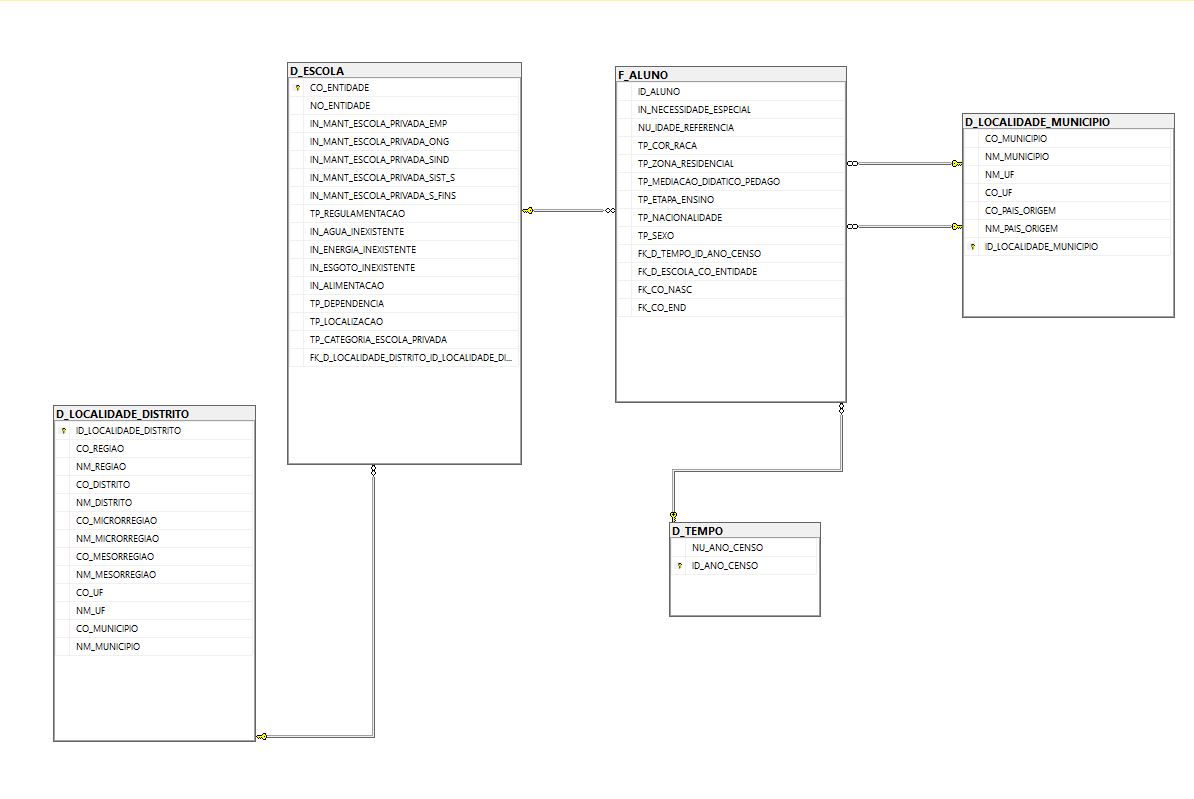 D_ESCOLA
CO_ENTIDADE
NO_ENTIDADE
IN_MANT_ESCOLA_PRIVADA_EMP
IN_MANT_ESCOLA_PRIVADA_ONG
IN_MANT_ESCOLA_PRIVADA_SIND
IN_MANT_ESCOLA_PRIVADA_SIST_S
IN_MANT_ESCOLA_PRIVADA_S_FINS
TP_REGULAMENTACAO
IN_AGUA_INEXISTENTE
IN_ENERGIA_INEXISTENTE
IN_ESGOTO_INEXISTENTE
IN_ALIMENTACAO
TP_DEPENDENCIA
TP_LOCALIZACAO
TP_CATEGORIA_ESCOLA_PRIVADA
FK_D_LOCALIDADE_DISTRITO_ID_LOCALIDADE_DI...
F_ALUNO
ID_ALUNO
IN_NECESSIDADE_ESPECIAL
NU_IDADE_REFERENCIA
TP_COR_RACA
TP_ZONA_RESIDENCIAL
TP_MEDIACAO_DIDATICO_PEDAGO
TP_ETAPA_ENSINO
TP_NACIONALIDADE
TP_SEXO
FK_D_TEMPO_ID_ANO_CENSO
FK_D_ESCOLA_CO_ENTIDADE
FK_CO_NASC
FK_CO_END
D_LOCALIDADE_MUNICIPIO
CO_MUNICIPIO
NM_MUNICIPIO
NM_UF
CO_UF
CO_PAIS_ORIGEM
NM_PAIS_ORIGEM
ID_LOCALIDADE_MUNICIPIO
D_LOCALIDADE_DISTRITO
ID_LOCALIDADE_DISTRITO
CO_REGIAO
NM_REGIAO
CO_DISTRITO
NM_DISTRITO
CO_MICRORREGIAO
NM_MICRORREGIAO
CO_MESORREGIAO
NM_MESORREGIAO
CO_UF
NM_UF
CO_MUNICIPIO
NM_MUNICIPIO
D_TEMPO
NU_ANO_CENSO
ID_ANO_CENSO